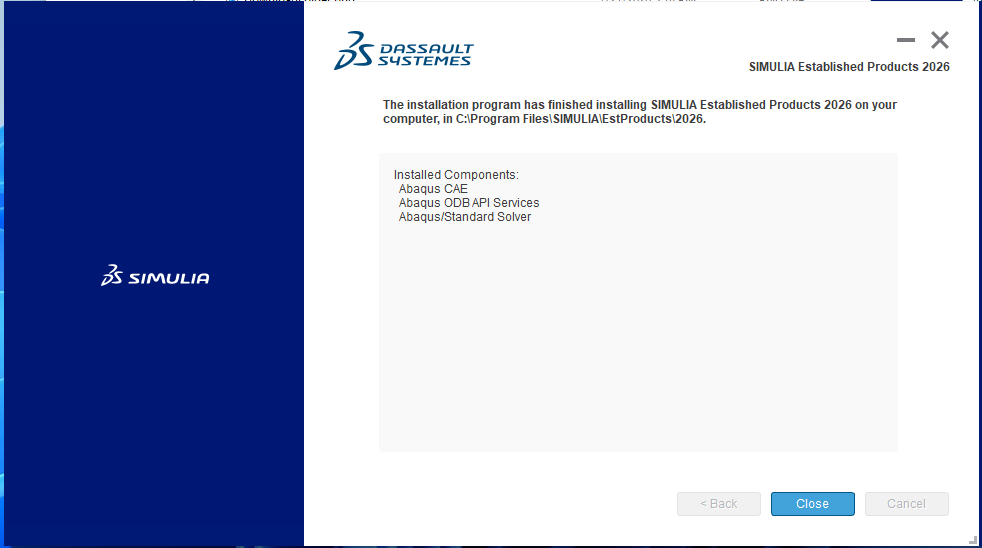 DASSAULT
SYSTEMES
SIMULIA Established Products 2026
The installation program has finished installing SIMULIA Established Products 2026 on your
computer, in C:\Program Files\SIMULIA\EstProducts\2026.
Installed Components:
Abaqus CAE
Abaqus ODB API Services
Abaqus/Standard Solver
SIMULIA
< Back
Close
Cancel